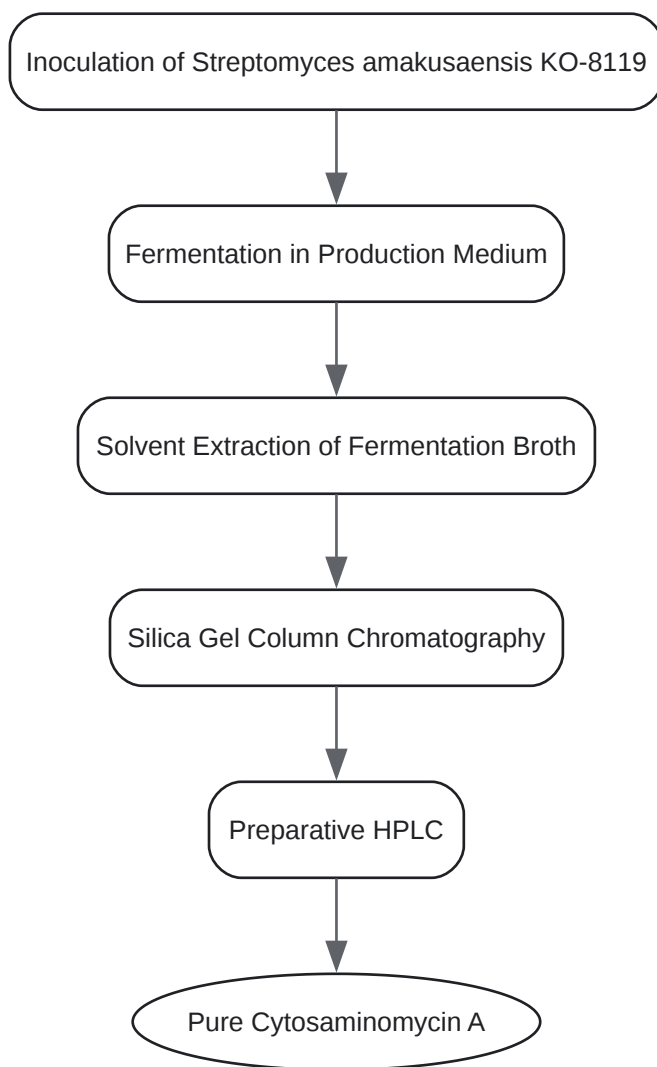 Inoculation of Streptomyces amakusaensis KO-8119
Fermentation in Production Medium
Solvent Extraction of Fermentation Broth
Silica Gel Column Chromatography
Preparative HPLC
Pure Cytosaminomycin A